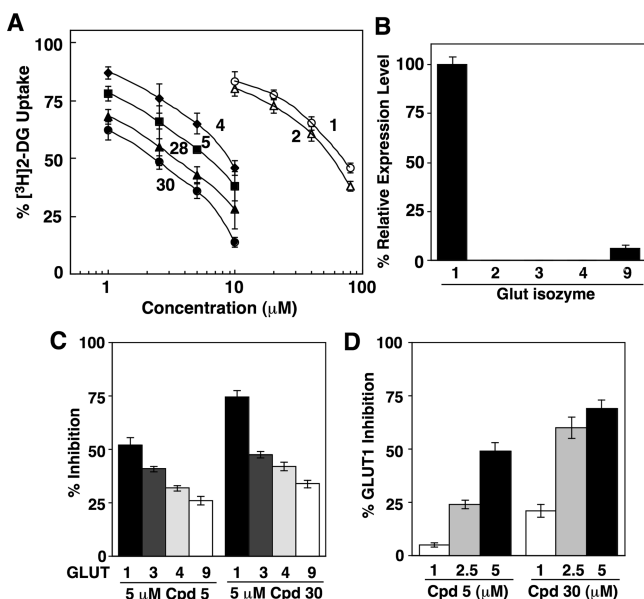 A
100
75
50
25
0
% [³H]2-DG Uptake
4
5
28
30
1
2
1 10 100
Concentration (μM)
B
100
75
50
25
0
% Relative Expression Level
1 2 3 4 9
Glut isozyme
C
100
75
50
25
0
% Inhibition
GLUT 1 3 4 9 1 3 4 9
5 μM Cpd 5 5 μM Cpd 30
D
100
75
50
25
0
% GLUT1 Inhibition
1 2.5 5 1 2.5 5
Cpd 5 (μM) Cpd 30 (μM)